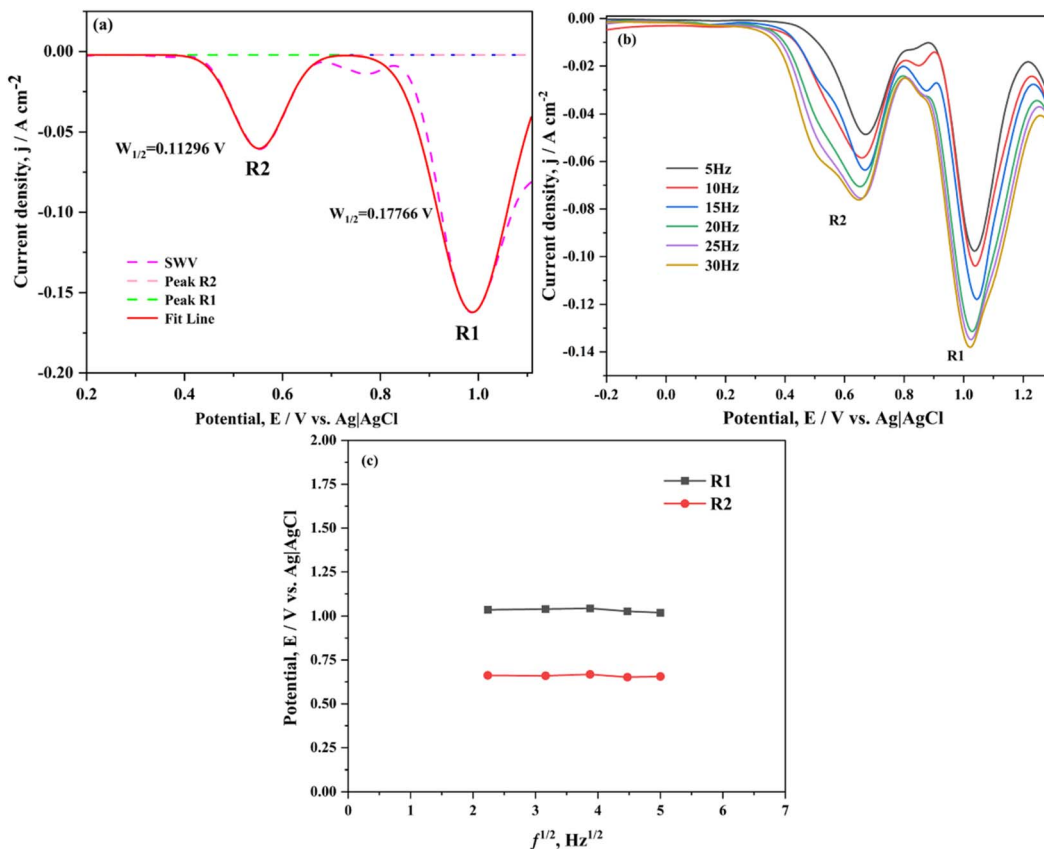 (a)
0.00
-0.05
-0.10
-0.15
-0.20
Current density, j / A cm⁻²
W₁/₂=0.11296 V
R2
W₁/₂=0.17766 V
R1
SWV
Peak R2
Peak R1
Fit Line
0.2 0.4 0.6 0.8 1.0
Potential, E / V vs. Ag|AgCl
(b)
0.00
-0.02
-0.04
-0.06
-0.08
-0.10
-0.12
-0.14
Current density, j / A cm⁻²
5Hz
10Hz
15Hz
20Hz
25Hz
30Hz
R2
R1
-0.2 0.0 0.2 0.4 0.6 0.8 1.0 1.2
Potential, E / V vs. Ag|AgCl
(c)
2.00
1.75
1.50
1.25
1.00
0.75
0.50
0.25
0.00
Potential, E / V vs. Ag|AgCl
R1
R2
0 1 2 3 4 5 6 7
f¹/², Hz¹/²